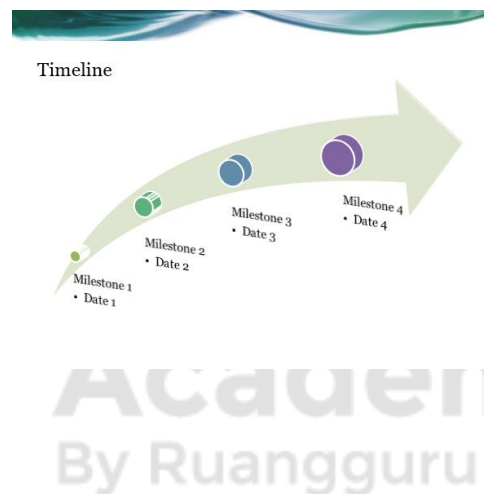 Timeline
Milestone 1
• Date 1
Milestone 2
• Date 2
Milestone 3
• Date 3
Milestone 4
• Date 4
Academ
By Ruangguru